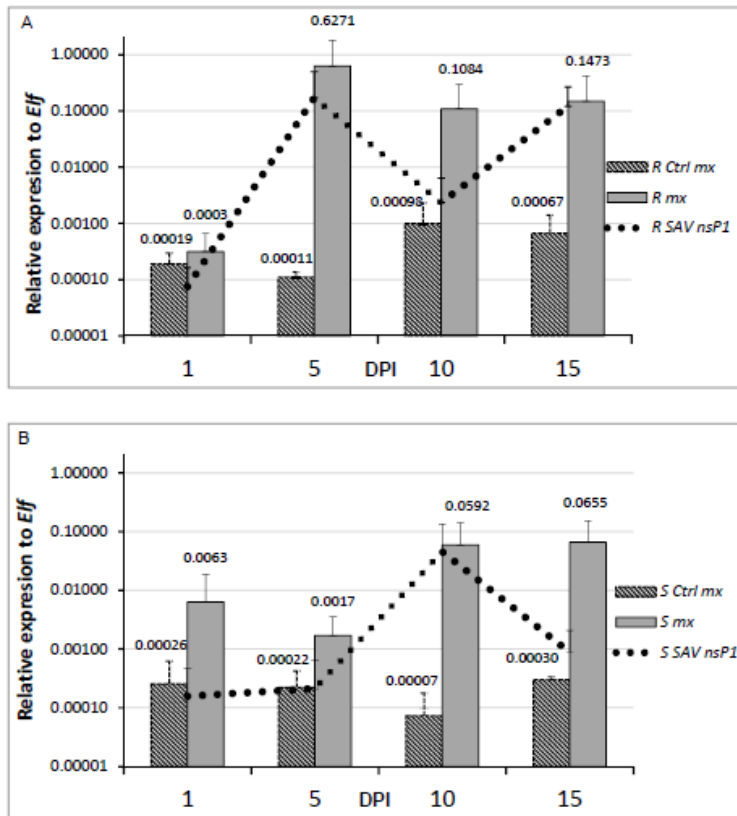 A
Relative expresion to Elf
1.00000
0.10000
0.01000
0.00100
0.00010
0.00001
0.00019
0.0003
0.00011
0.6271
0.00098
0.1084
0.00067
0.1473
R Ctrl mx
R mx
R SAV nsP1
1 5 DPI 10 15
B
Relative expresion to Elf
1.00000
0.10000
0.01000
0.00100
0.00010
0.00001
0.00026
0.0063
0.00022
0.0017
0.00007
0.0592
0.00030
0.0655
S Ctrl mx
S mx
S SAV nsP1
1 5 DPI 10 15